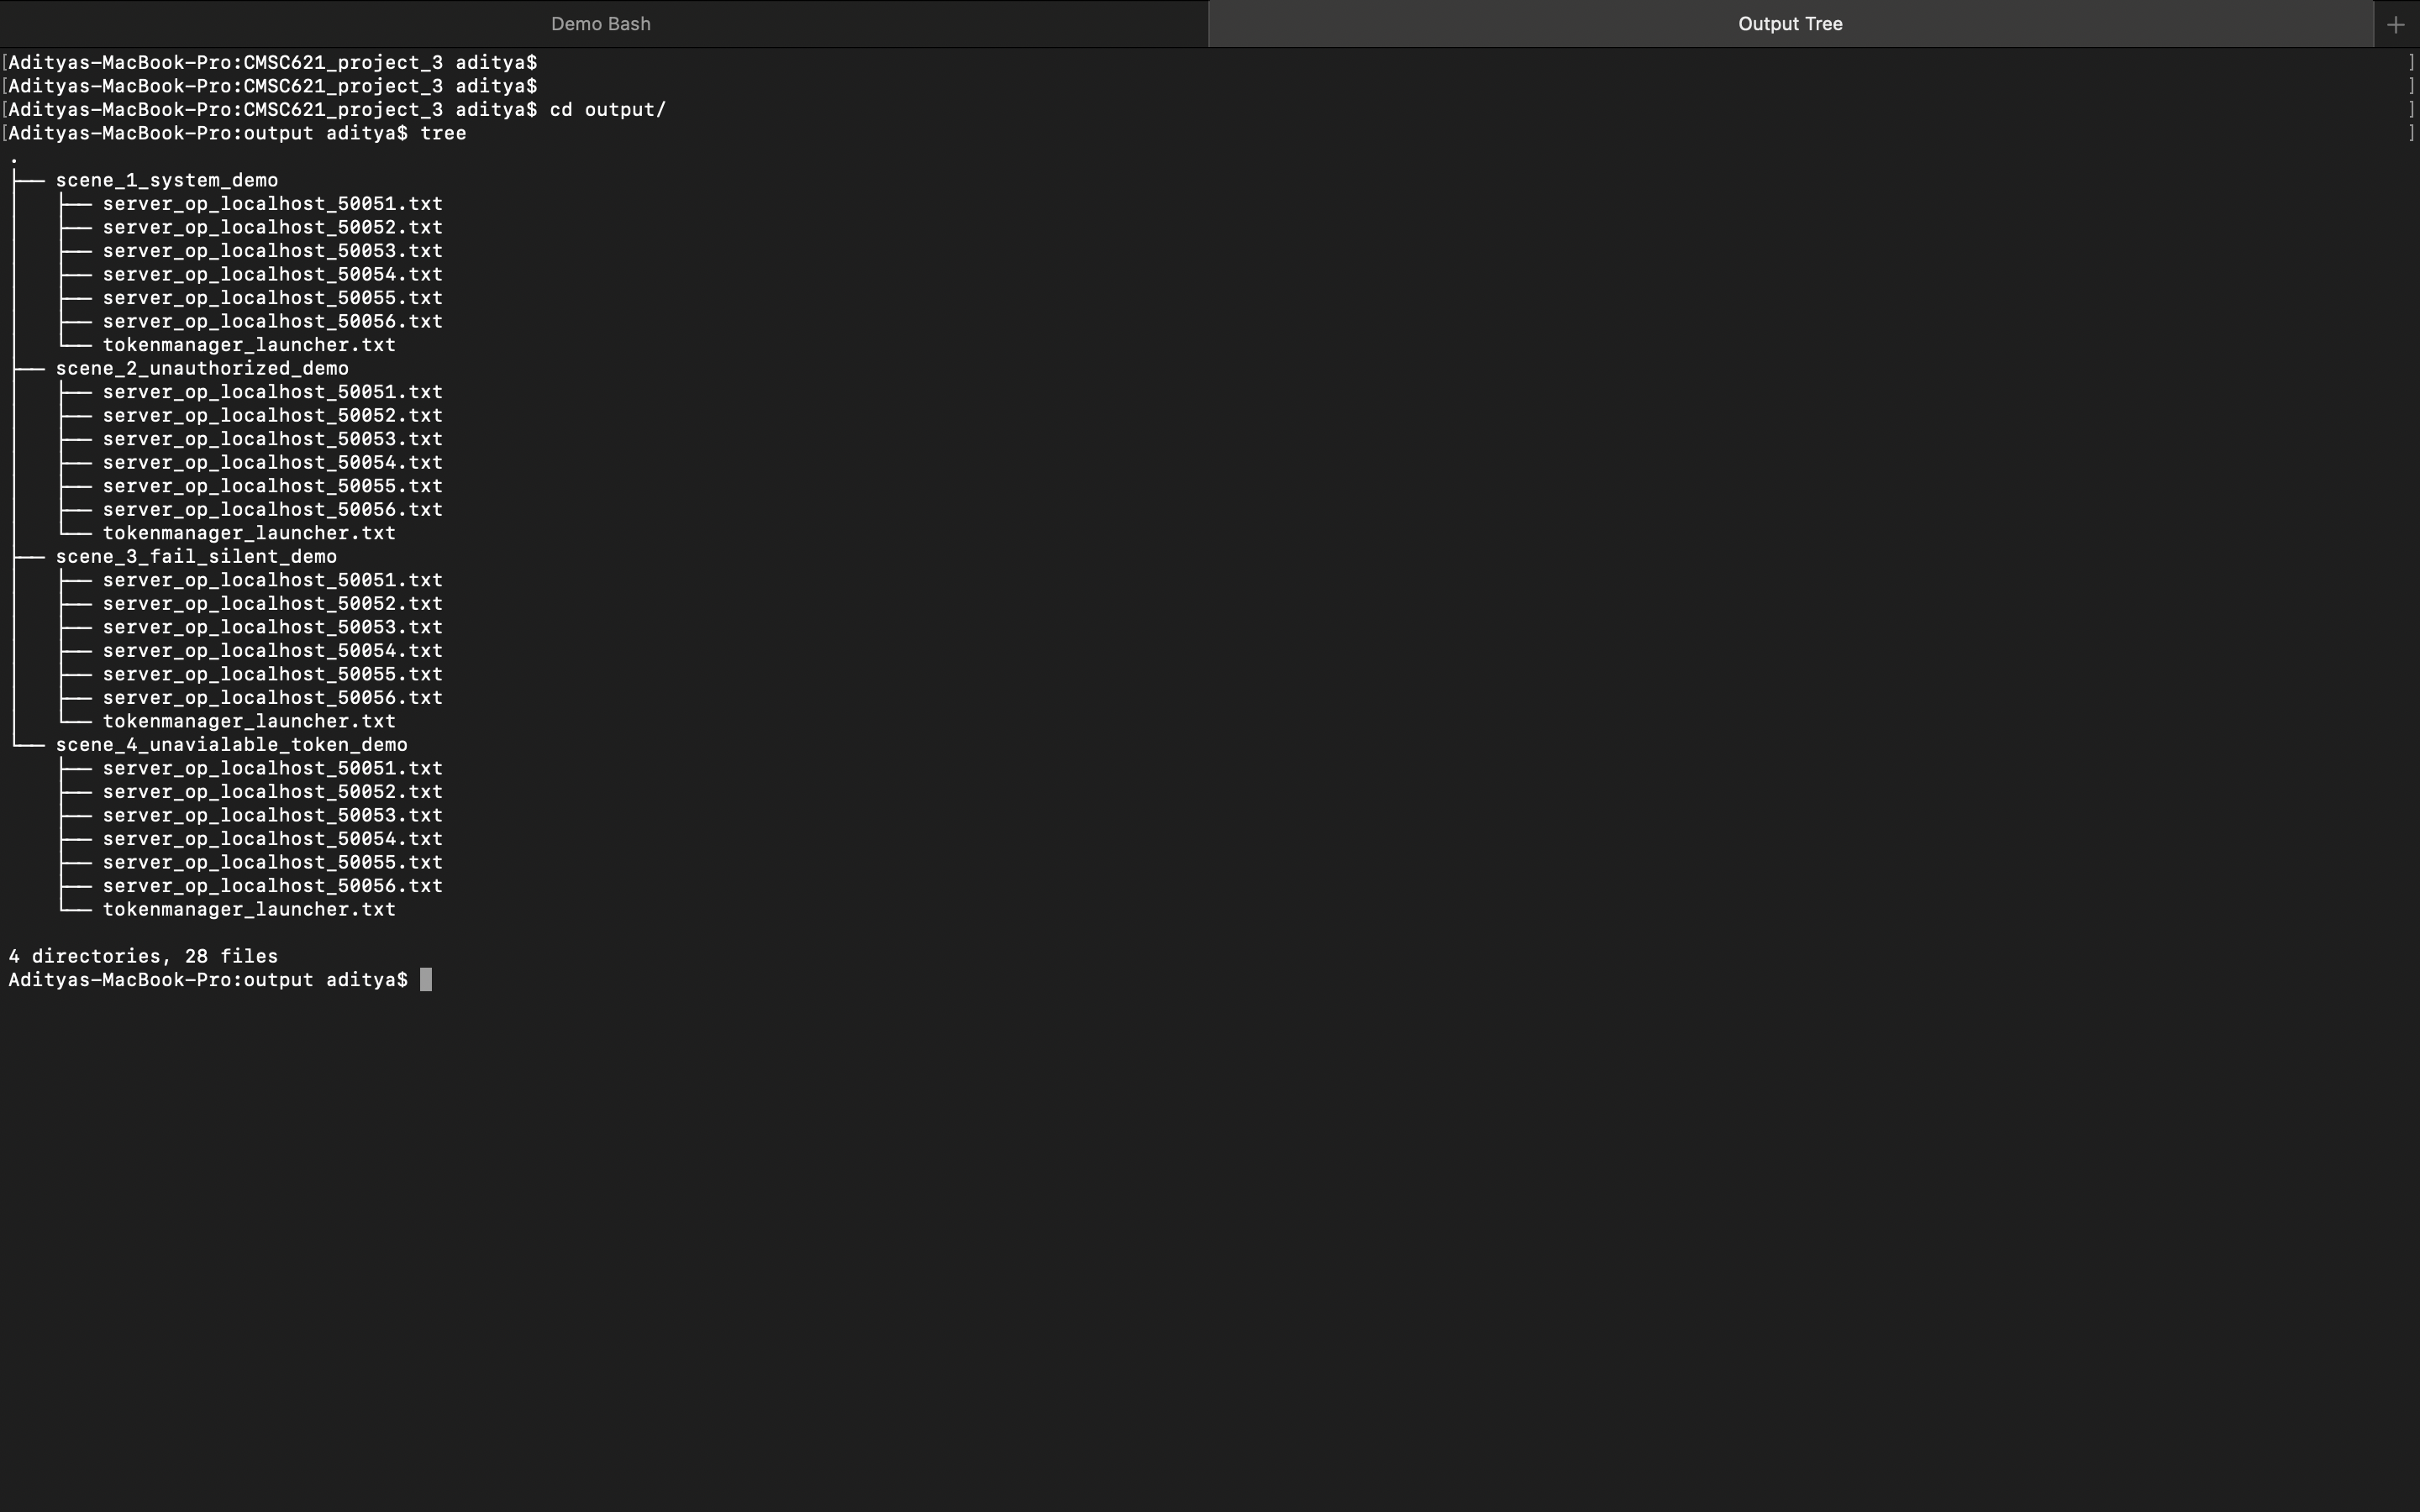 Demo Bash
Output Tree
+
[Adityas-MacBook-Pro:CMSC621_project_3 aditya$ ]
[Adityas-MacBook-Pro:CMSC621_project_3 aditya$ ]
[Adityas-MacBook-Pro:CMSC621_project_3 aditya$ cd output/ ]
[Adityas-MacBook-Pro:output aditya$ tree ]
.
├── scene_1_system_demo
│   ├── server_op_localhost_50051.txt
│   ├── server_op_localhost_50052.txt
│   ├── server_op_localhost_50053.txt
│   ├── server_op_localhost_50054.txt
│   ├── server_op_localhost_50055.txt
│   ├── server_op_localhost_50056.txt
│   └── tokenmanager_launcher.txt
├── scene_2_unauthorized_demo
│   ├── server_op_localhost_50051.txt
│   ├── server_op_localhost_50052.txt
│   ├── server_op_localhost_50053.txt
│   ├── server_op_localhost_50054.txt
│   ├── server_op_localhost_50055.txt
│   ├── server_op_localhost_50056.txt
│   └── tokenmanager_launcher.txt
├── scene_3_fail_silent_demo
│   ├── server_op_localhost_50051.txt
│   ├── server_op_localhost_50052.txt
│   ├── server_op_localhost_50053.txt
│   ├── server_op_localhost_50054.txt
│   ├── server_op_localhost_50055.txt
│   ├── server_op_localhost_50056.txt
│   └── tokenmanager_launcher.txt
└── scene_4_unavialable_token_demo
    ├── server_op_localhost_50051.txt
    ├── server_op_localhost_50052.txt
    ├── server_op_localhost_50053.txt
    ├── server_op_localhost_50054.txt
    ├── server_op_localhost_50055.txt
    ├── server_op_localhost_50056.txt
    └── tokenmanager_launcher.txt
4 directories, 28 files
Adityas-MacBook-Pro:output aditya$